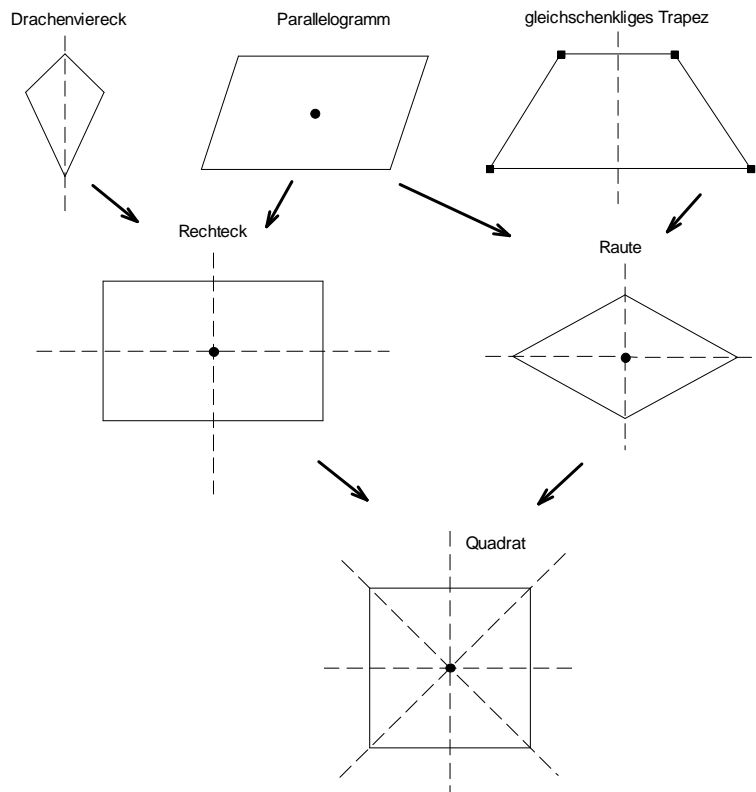 Drachenviereck
Parallelogramm
gleichschenkliges Trapez
Rechteck
Raute
Quadrat